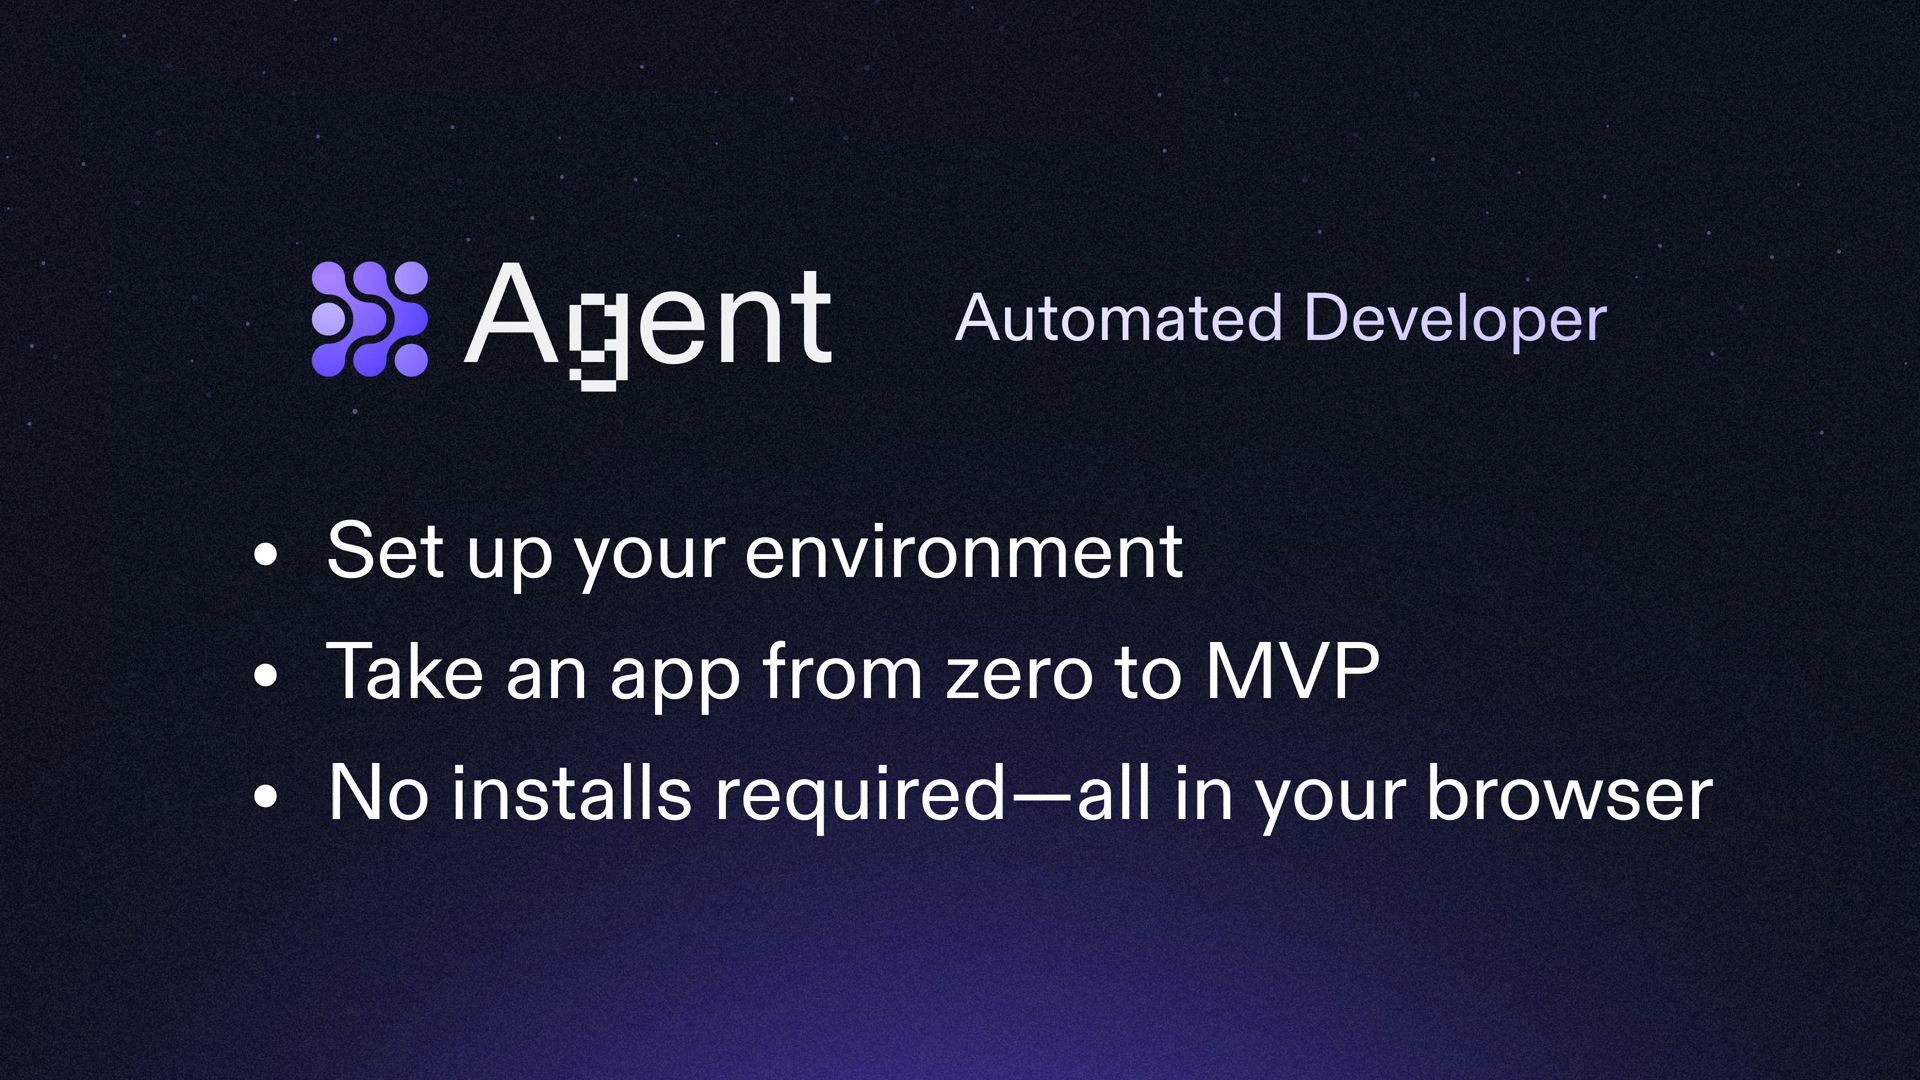 Agent Automated Developer
• Set up your environment
• Take an app from zero to MVP
• No installs required—all in your browser